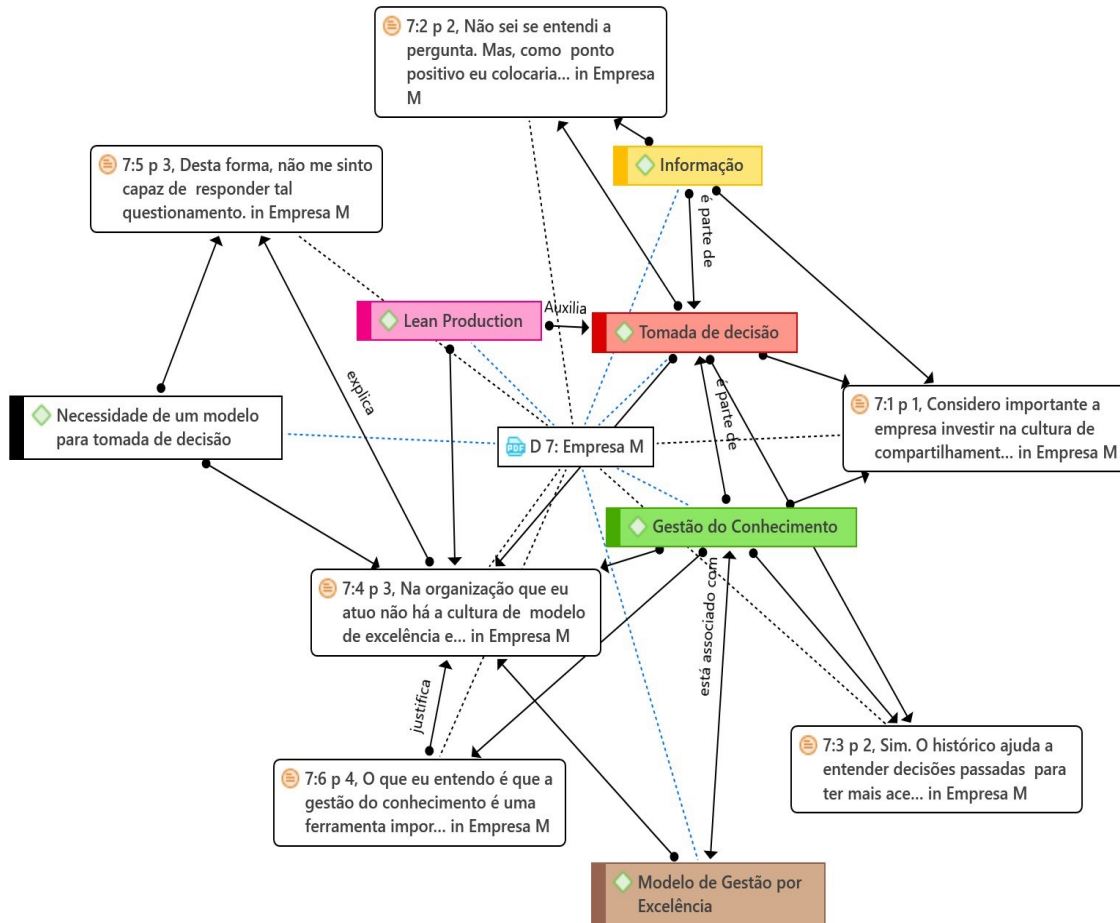 7:2 p 2, Não sei se entendi a
pergunta. Mas, como ponto
positivo eu colocaria... in Empresa
M
Informação
7:5 p 3, Desta forma, não me sinto
capaz de responder tal
questionamento. in Empresa M
é parte de
Lean Production
Auxilia
Tomada de decisão
explica
é parte de
Necessidade de um modelo
para tomada de decisão
7:1 p 1, Considero importante a
empresa investir na cultura de
compartilhament... in Empresa M
D 7: Empresa M
Gestão do Conhecimento
7:4 p 3, Na organização que eu
atuo não há a cultura de modelo
de excelência e... in Empresa M
está associado com
justifica
7:6 p 4, O que eu entendo é que a
gestão do conhecimento é uma
ferramenta impor... in Empresa M
7:3 p 2, Sim. O histórico ajuda a
entender decisões passadas para
ter mais ace... in Empresa M
Modelo de Gestão por
Excelência